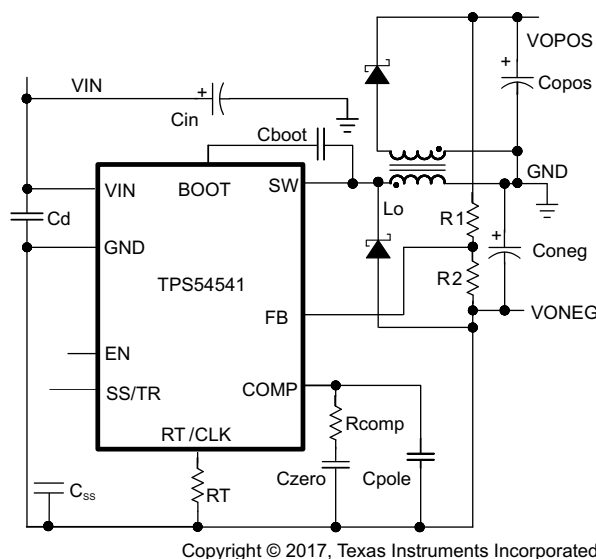 VIN
VOPOS
+
+
Cin
Copos
Cboot
GND
VIN
BOOT
SW
Cd
Lo
R1
+
GND
Coneg
TPS54541
R2
FB
VONEG
EN
SS/TR
COMP
RT/CLK
Rcomp
Czero
Cpole
Css
RT
Copyright © 2017, Texas Instruments Incorporated